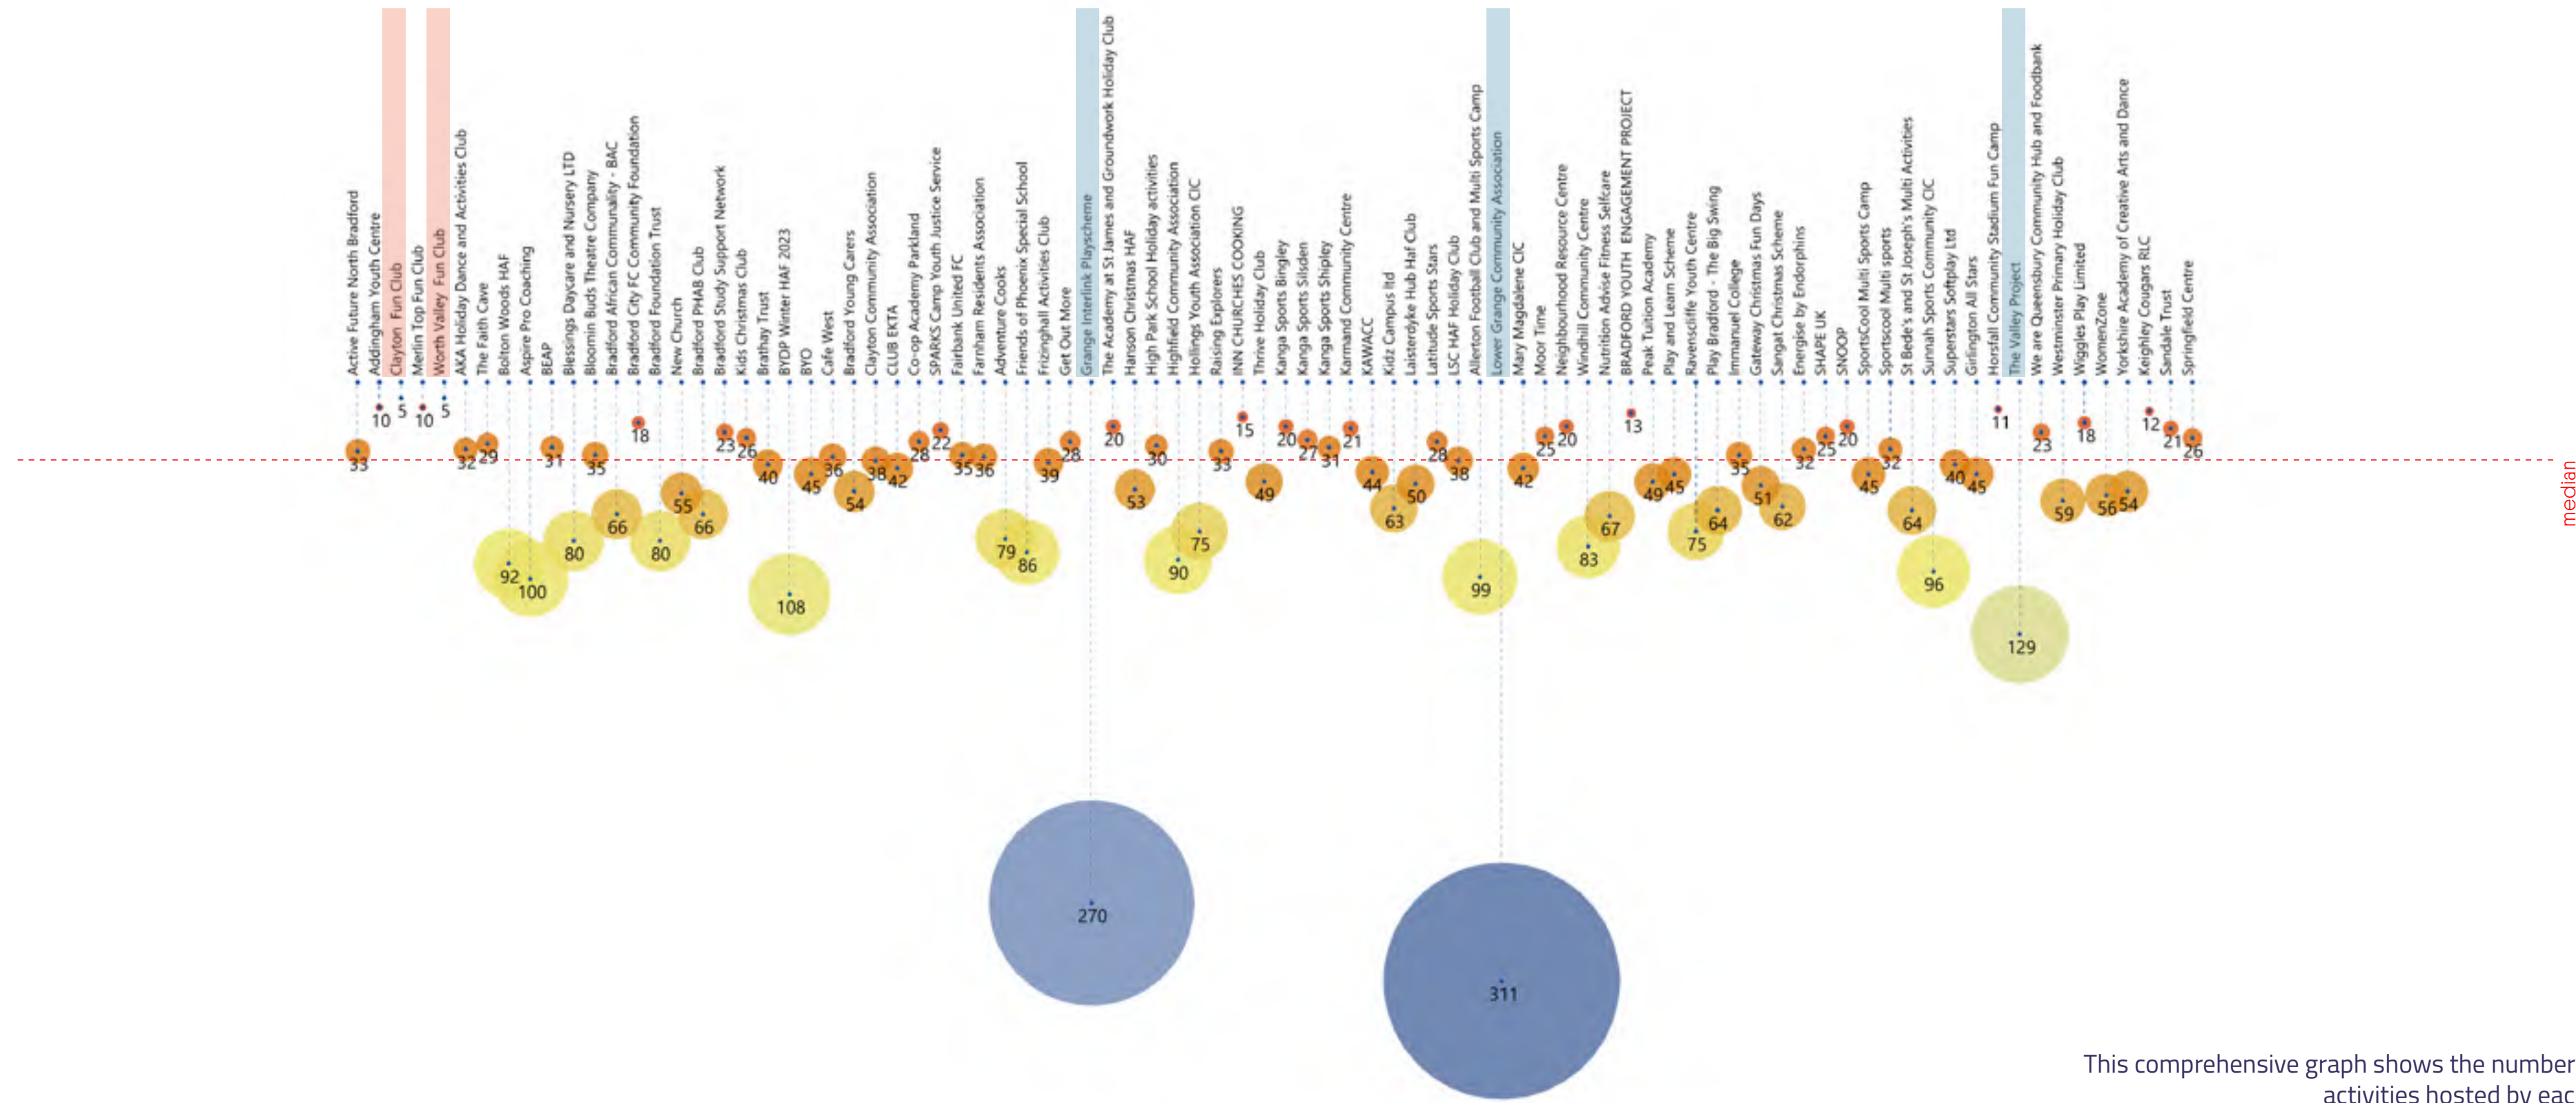 Active Future North Bradford
Addingham Youth Centre
Clayton Fun Club
Merlin Top Fun Club
Worth Valley Fun Club
AKA Holiday Dance and Activities Club
The Faith Cave
Bolton Woods HAF
Aspire Pro Coaching
BEAP
Blessings Daycare and Nursery LTD
Bloomin Buds Theatre Company
Bradford African Communality - BAC
Bradford City FC Community Foundation
Bradford Foundation Trust
New Church
Bradford PHAB Club
Bradford Study Support Network
Kids Christmas Club
Brathay Trust
BYDP Winter HAF 2023
BYO
Cafe West
Bradford Young Carers
Clayton Community Association
CLUB EKTA
Co-op Academy Parkland
SPARKS Camp Youth Justice Service
Fairbank United FC
Farnham Residents Association
Adventure Cooks
Friends of Phoenix Special School
Frizinghall Activities Club
Get Out More
Grange Interlink Playscheme
The Academy at St James and Groundwork Holiday Club
Hanson Christmas HAF
High Park School Holiday activities
Highfield Community Association
Hollings Youth Association CIC
Raising Explorers
INN CHURCHES COOKING
Thrive Holiday Club
Kanga Sports Bingley
Kanga Sports Silsden
Kanga Sports Shipley
Karmand Community Centre
KAWACC
Kidz Campus ltd
Laisterdyke Hub Haf Club
Latitude Sports Stars
LSC HAF Holiday Club
Allerton Football Club and Multi Sports Camp
Lower Grange Community Association
Mary Magdalene CIC
Moor Time
Neighbourhood Resource Centre
Windhill Community Centre
Nutrition Advise Fitness Selfcare
BRADFORD YOUTH ENGAGEMENT PROJECT
Peak Tuition Academy
Play and Learn Scheme
Ravenscliffe Youth Centre
Play Bradford - The Big Swing
Immanuel College
Gateway Christmas Fun Days
Sangat Christmas Scheme
Energise by Endorphins
SHAPE UK
SNOOP
SportsCool Multi Sports Camp
Sportscool Multi sports
St Bede's and St Joseph's Multi Activities
Sunnah Sports Community CIC
Superstars Softplay Ltd
Girlington All Stars
Horsfall Community Stadium Fun Camp
The Valley Project
We are Queensbury Community Hub and Foodbank
Westminster Primary Holiday Club
Wiggles Play Limited
WomenZone
Yorkshire Academy of Creative Arts and Dance
Keighley Cougars RLC
Sandale Trust
Springfield Centre
33
10
5
10
5
32
29
92
100
31
80
35
66
18
80
55
66
23
26
40
108
45
36
54
38
42
28
22
35
36
79
86
39
28
270
20
53
30
90
75
33
15
49
20
27
31
21
44
63
50
28
38
99
311
42
25
20
83
67
13
49
45
75
64
35
51
62
32
25
20
45
32
64
96
40
45
11
129
23
59
18
56
54
12
21
26
median
This comprehensive graph shows the number
activities hosted by eac